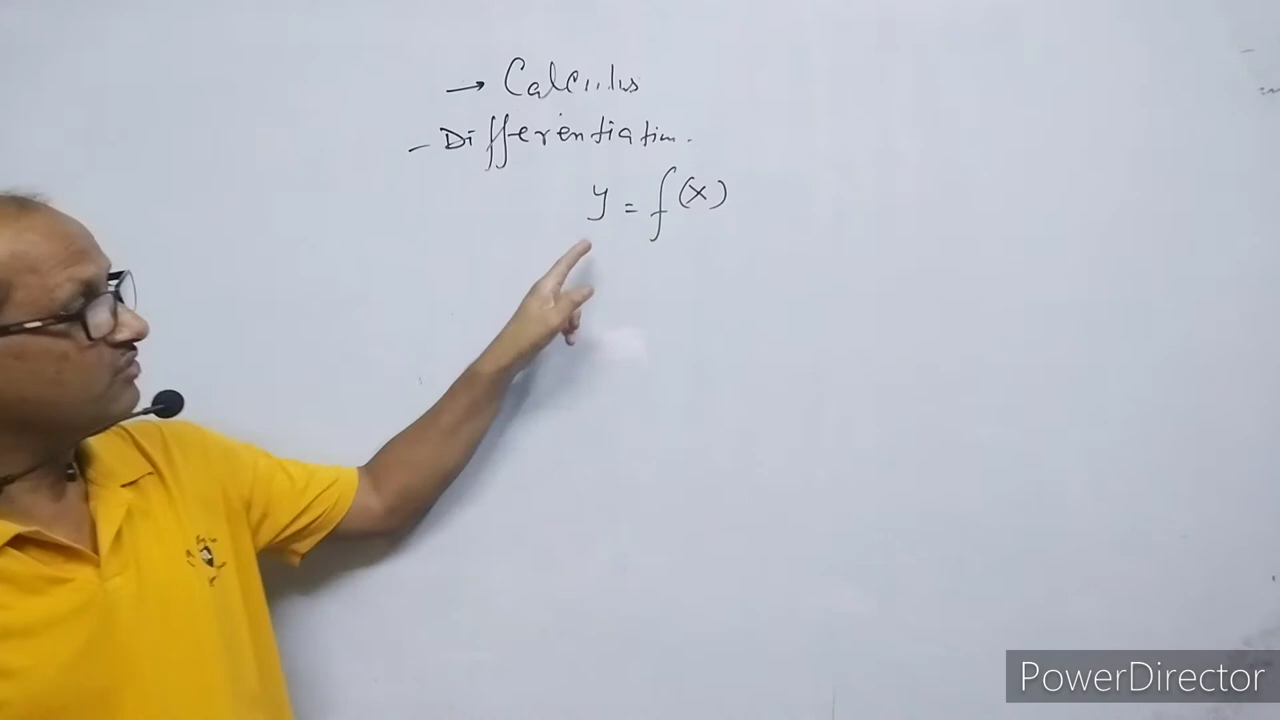 → Calculus
- Differentiation.
y = f(x)
PowerDirector